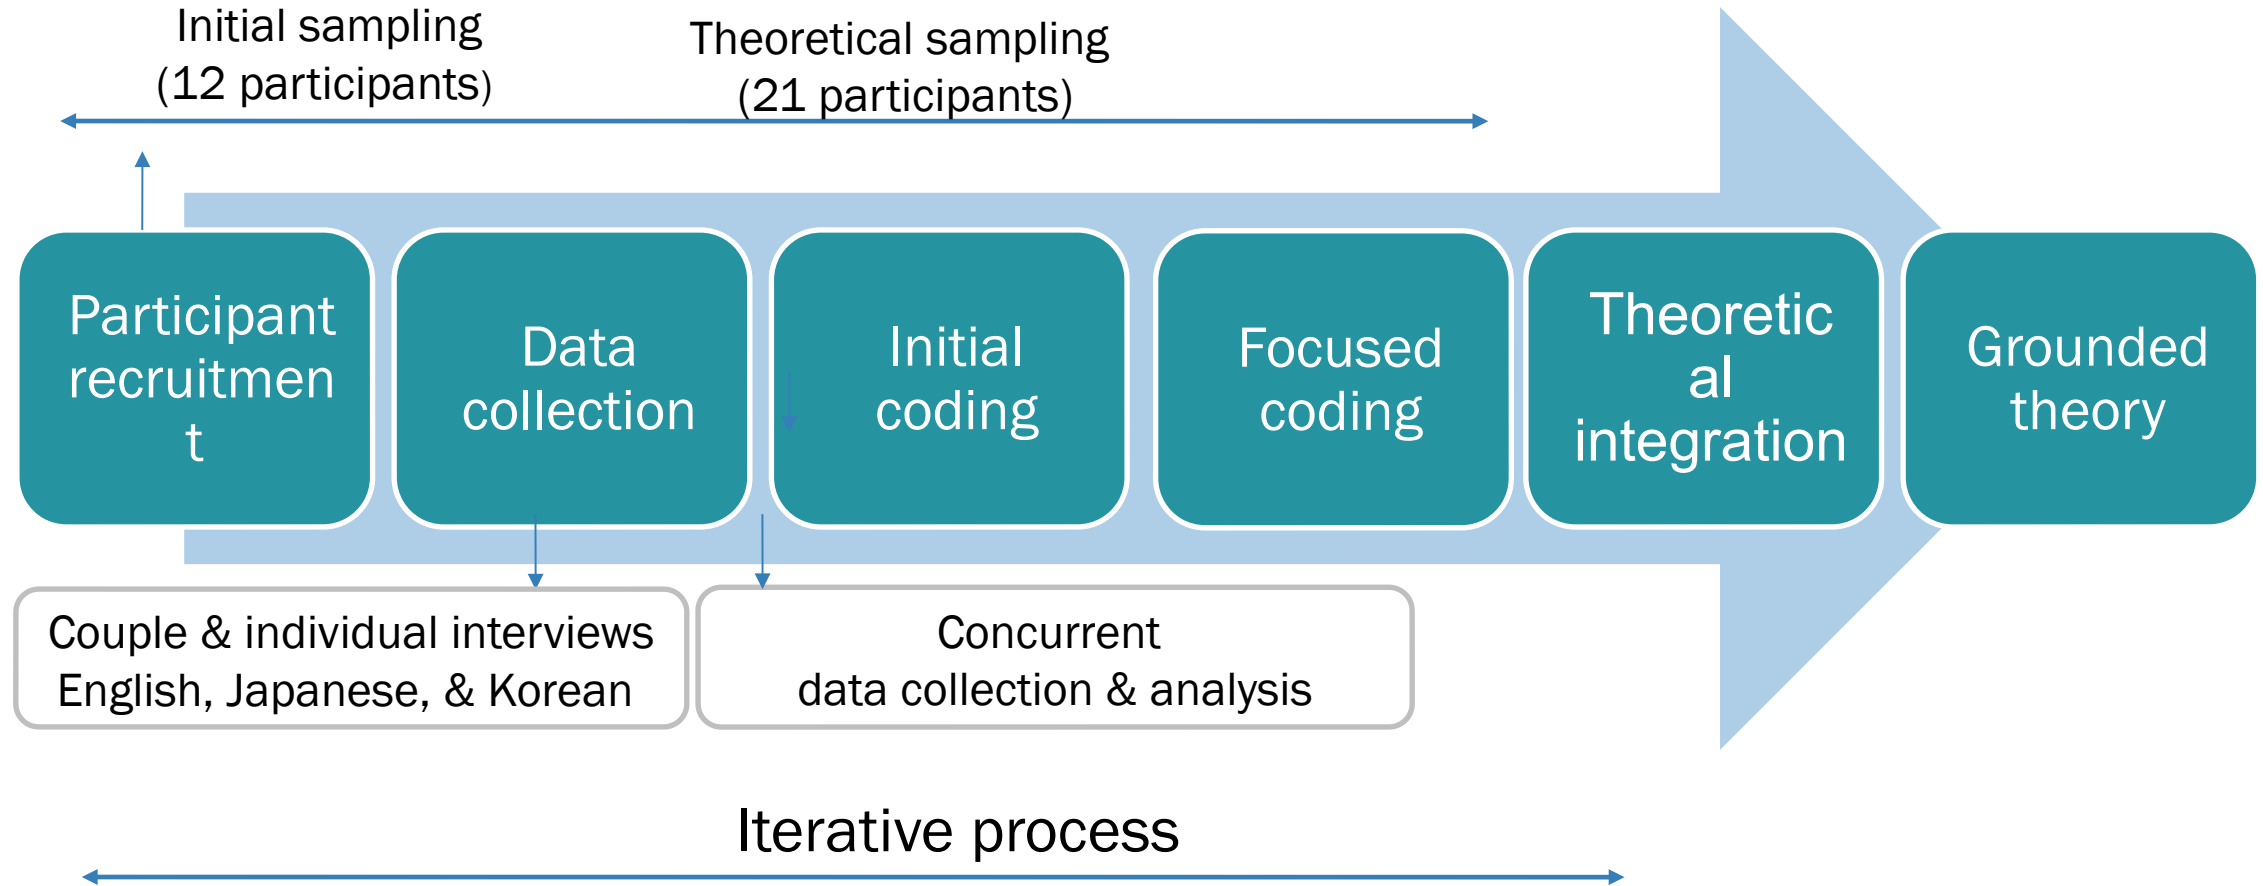 Initial sampling
(12 participants)
Theoretical sampling
(21 participants)
Participant
recruitmen
t
Data
collection
Initial
coding
Focused
coding
Theoretic
al
integration
Grounded
theory
Couple & individual interviews
English, Japanese, & Korean
Concurrent
data collection & analysis
Iterative process